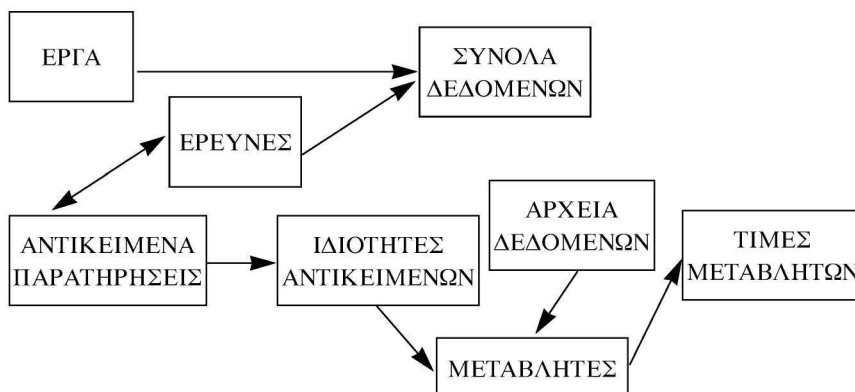 ΕΡΓΑ
ΣΥΝΟΛΑ
ΔΕΔΟΜΕΝΩΝ
ΕΡΕΥΝΕΣ
ΑΝΤΙΚΕΙΜΕΝΑ
ΠΑΡΑΤΗΡΗΣΕΙΣ
ΙΔΙΟΤΗΤΕΣ
ΑΝΤΙΚΕΙΜΕΝΩΝ
ΑΡΧΕΙΑ
ΔΕΔΟΜΕΝΩΝ
ΤΙΜΕΣ
ΜΕΤΑΒΛΗΤΩΝ
ΜΕΤΑΒΛΗΤΕΣ